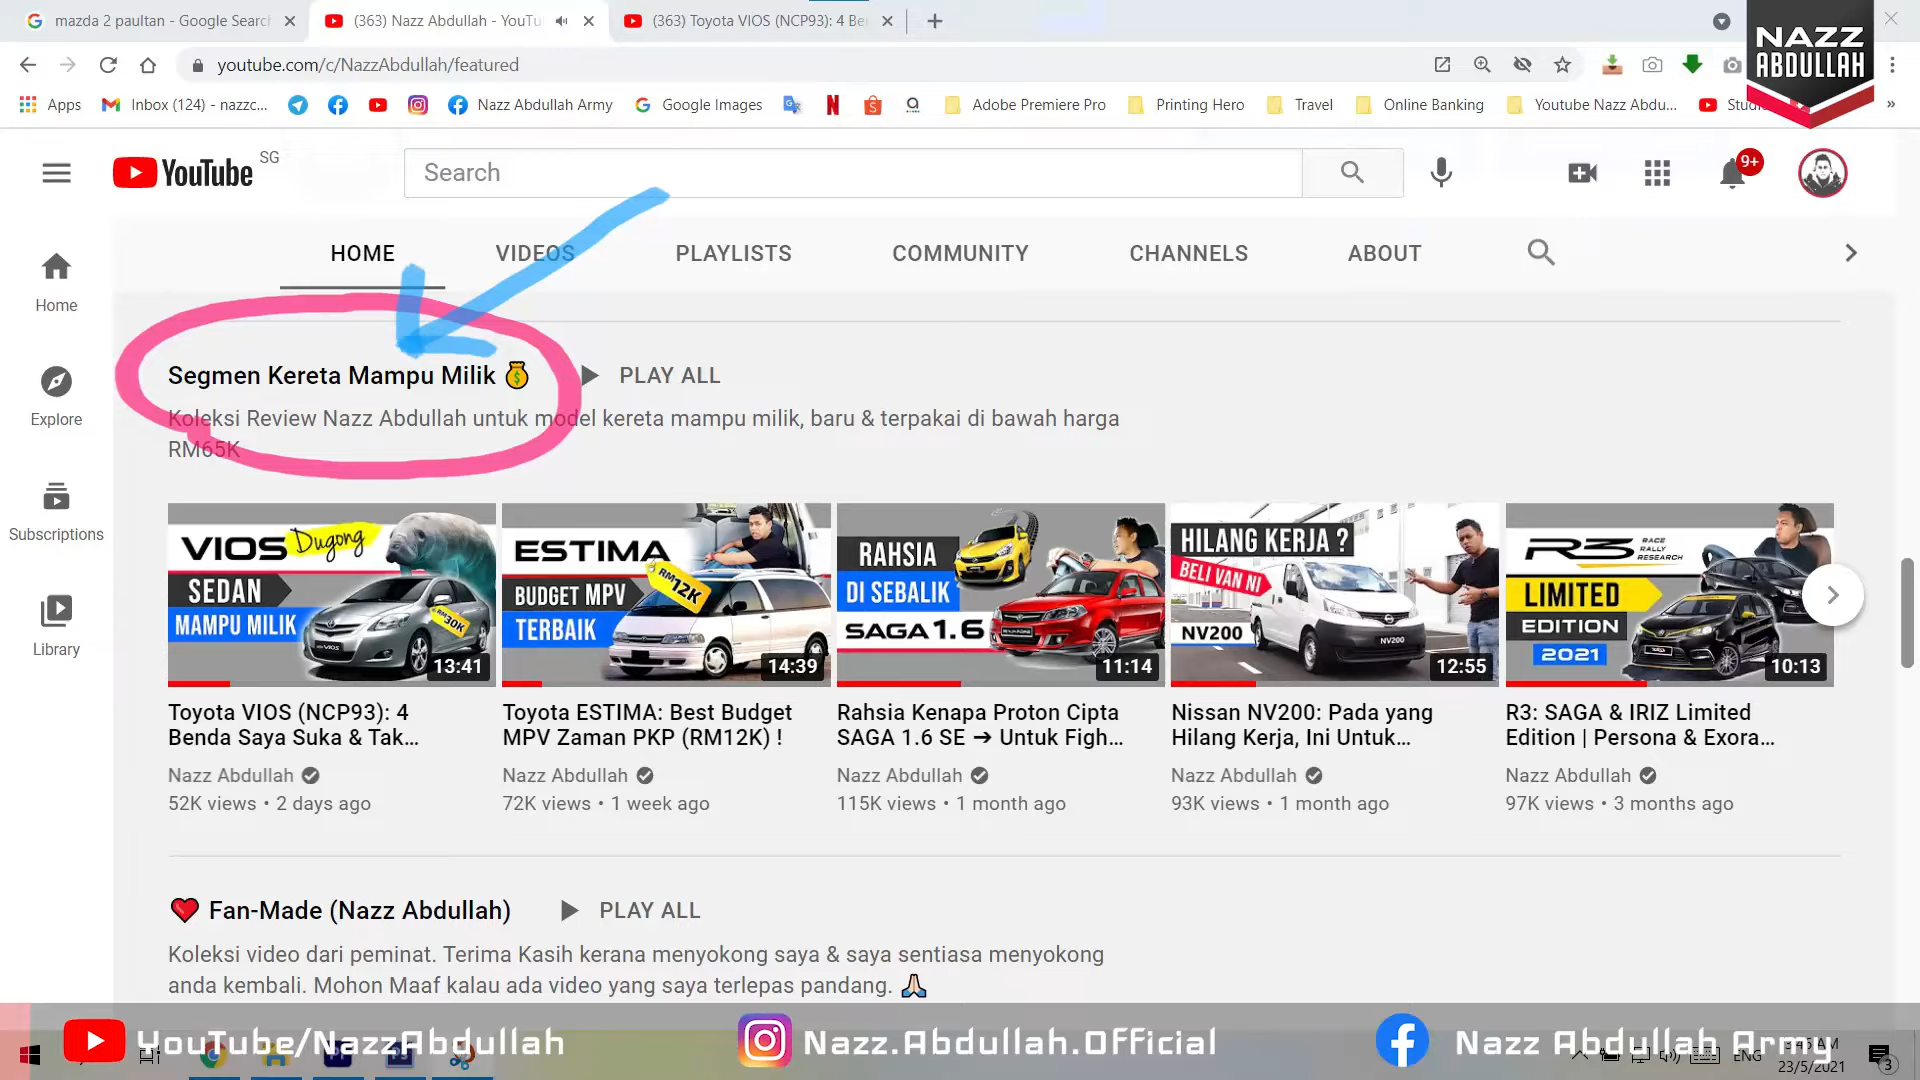 mazda 2 paultan - Google Searc
(363) Nazz Abdullah - YouTu
(363) Toyota VIOS (NCP93): 4 Be
NAZZ
ABDULLAH
youtube.com/c/NazzAbdullah/featured
Apps
Inbox (124) - nazzc...
Nazz Abdullah Army
Google Images
Adobe Premiere Pro
Printing Hero
Travel
Online Banking
Youtube Nazz Abdu...
YouTube SG
Search
9+
HOME
VIDEOS
PLAYLISTS
COMMUNITY
CHANNELS
ABOUT
Home
Explore
Subscriptions
Library
Segmen Kereta Mampu Milik 💰
PLAY ALL
Koleksi Review Nazz Abdullah untuk model kereta mampu milik, baru & terpakai di bawah harga
RM65K
VIOS Dugong
SEDAN
MAMPU MILIK
RM30K
13:41
ESTIMA
RM12K
BUDGET MPV
TERBAIK
14:39
RAHSIA
DI SEBALIK
SAGA 1.6
11:14
HILANG KERJA ?
BELI VAN NI
NV200
NV200
12:55
R3 RACE
RALLY
RESEARCH
LIMITED
EDITION
2021
10:13
Toyota VIOS (NCP93): 4
Benda Saya Suka & Tak...
Nazz Abdullah
52K views • 2 days ago
Toyota ESTIMA: Best Budget
MPV Zaman PKP (RM12K) !
Nazz Abdullah
72K views • 1 week ago
Rahsia Kenapa Proton Cipta
SAGA 1.6 SE ➔ Untuk Figh...
Nazz Abdullah
115K views • 1 month ago
Nissan NV200: Pada yang
Hilang Kerja, Ini Untuk...
Nazz Abdullah
93K views • 1 month ago
R3: SAGA & IRIZ Limited
Edition | Persona & Exora...
Nazz Abdullah
97K views • 3 months ago
❤️ Fan-Made (Nazz Abdullah)
PLAY ALL
Koleksi video dari peminat. Terima Kasih kerana menyokong saya & saya sentiasa menyokong
anda kembali. Mohon Maaf kalau ada video yang saya terlepas pandang. 🙏🏻
YouTube/NazzAbdullah
Nazz.Abdullah.Official
Nazz Abdullah Army
ENG
23/5/2021
3